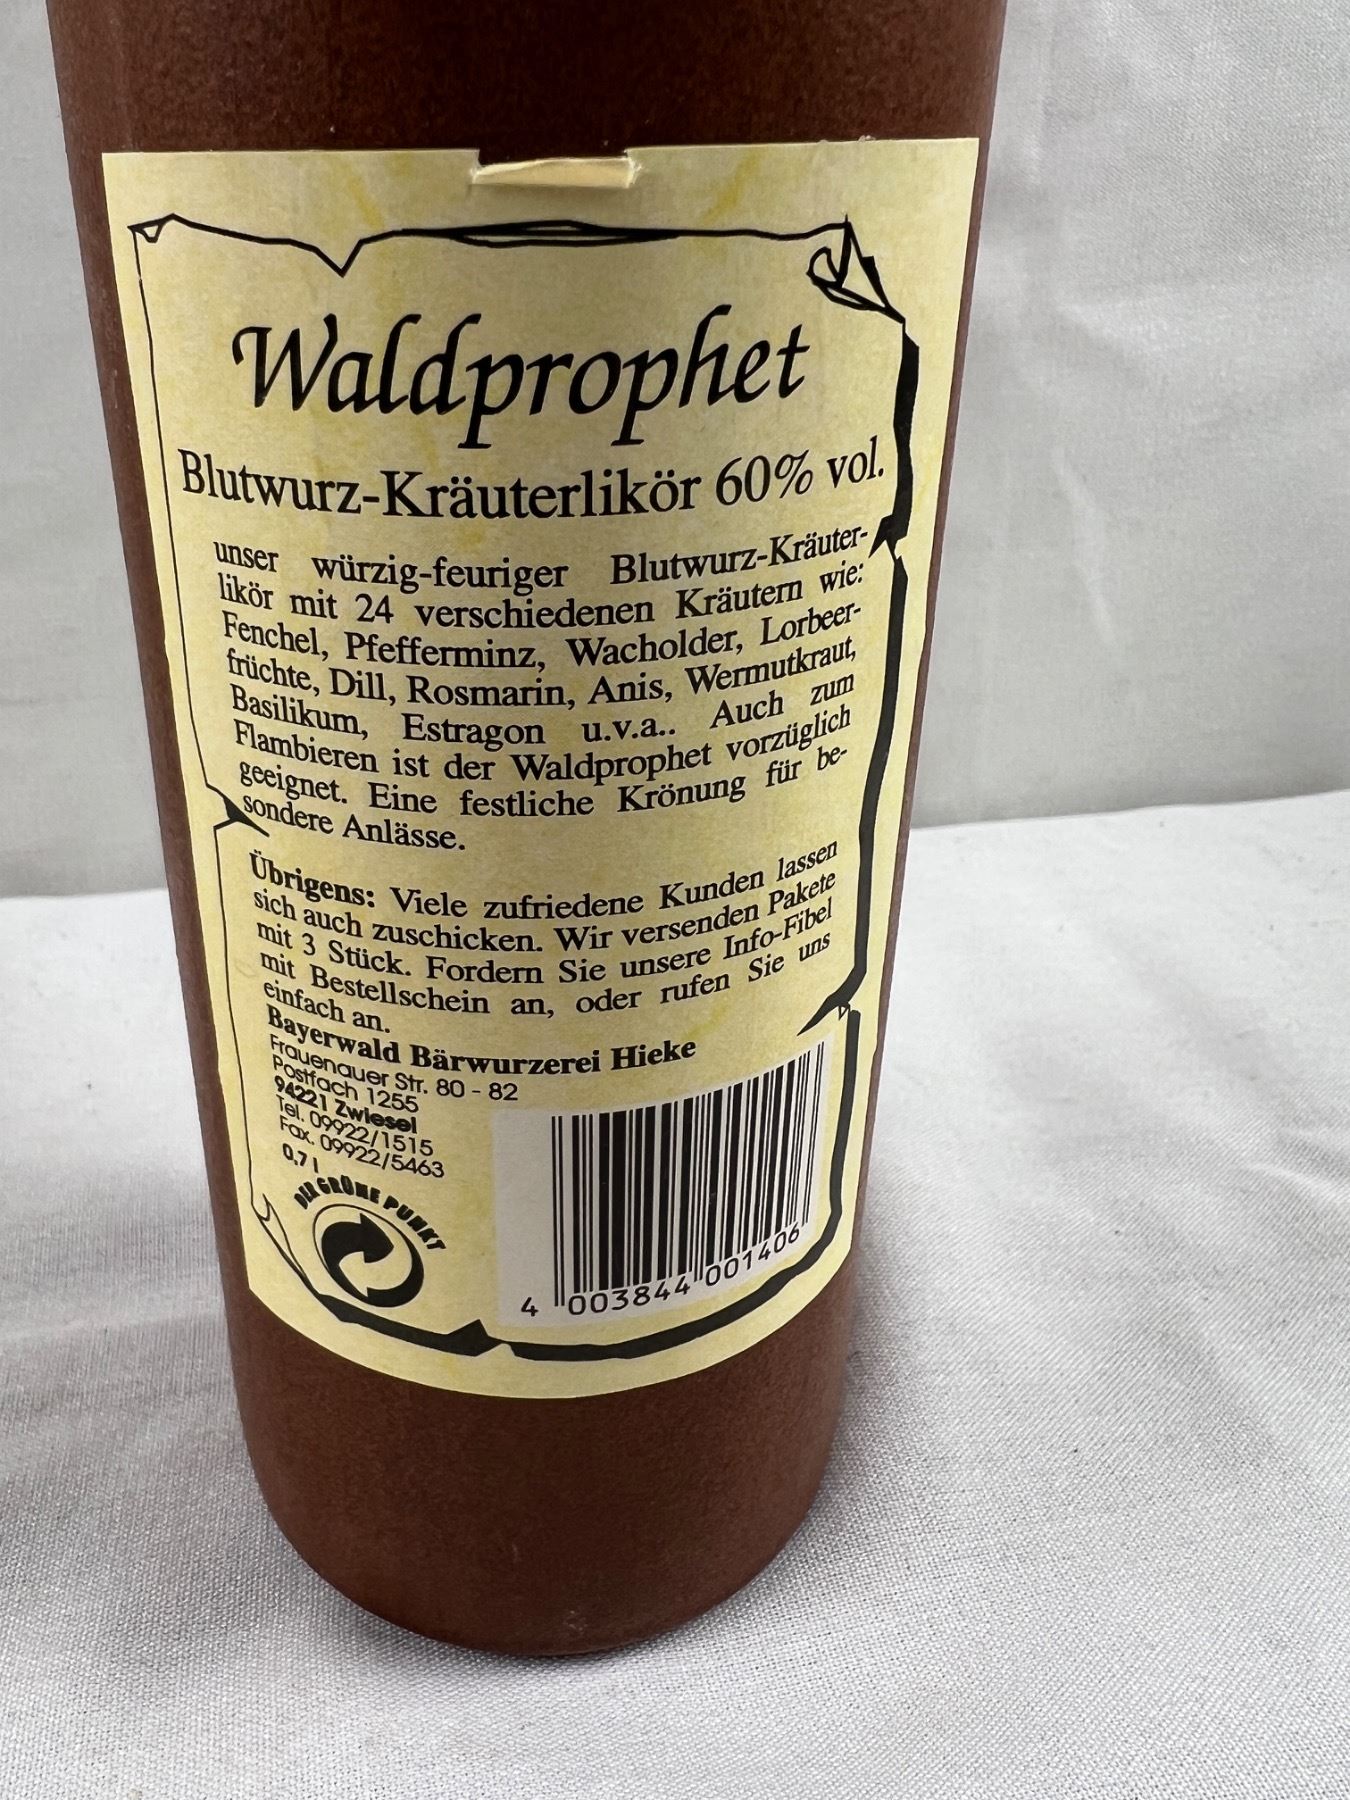 Waldprophet
Blutwurz-Kräuterlikör 60% vol.
unser würzig-feuriger Blutwurz-Kräuter-
likör mit 24 verschiedenen Kräutern wie:
Fenchel, Pfefferminz, Wacholder, Lorbeer-
früchte, Dill, Rosmarin, Anis, Wermutkraut,
Basilikum, Estragon u.v.a.. Auch zum
Flambieren ist der Waldprophet vorzüglich
geeignet. Eine festliche Krönung für be-
sondere Anlässe.
Übrigens: Viele zufriedene Kunden lassen
sich auch zuschicken. Wir versenden Pakete
mit 3 Stück. Fordern Sie unsere Info-Fibel
mit Bestellschein an, oder rufen Sie uns
einfach an.
Bayerwald Bärwurzerei Hieke
Frauenauer Str. 80 - 82
Postfach 1255
94221 Zwiesel
Tel. 09922/1515
Fax. 09922/5463
0,7 l
DER GRÜNE PUNKT
4 003844 001406